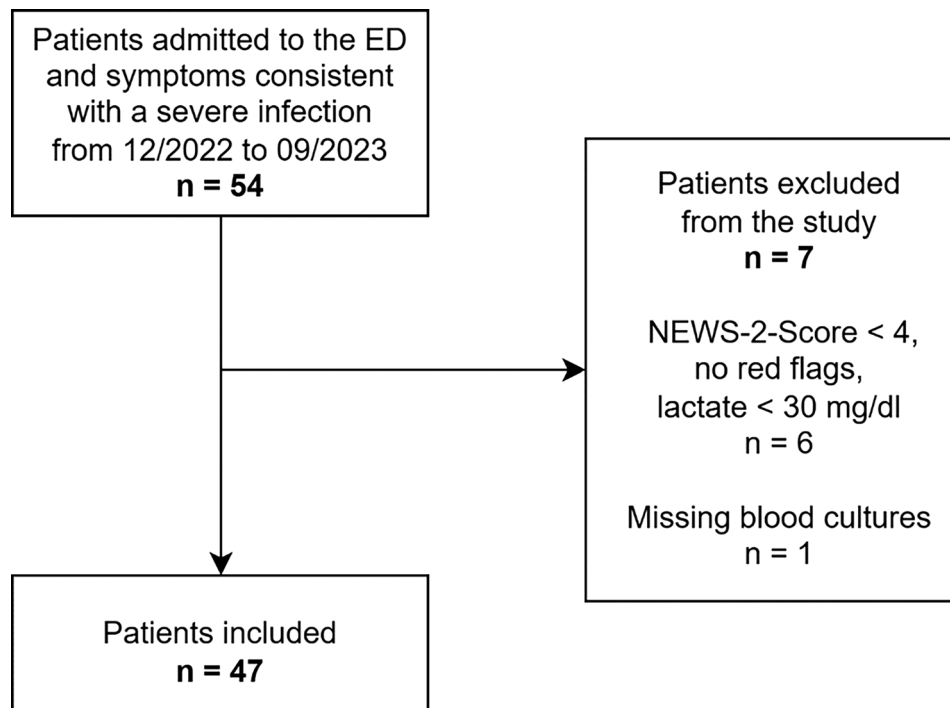 Patients admitted to the ED
and symptoms consistent
with a severe infection
from 12/2022 to 09/2023
n = 54
Patients excluded
from the study
n = 7
NEWS-2-Score < 4,
no red flags,
lactate < 30 mg/dl
n = 6
Missing blood cultures
n = 1
Patients included
n = 47